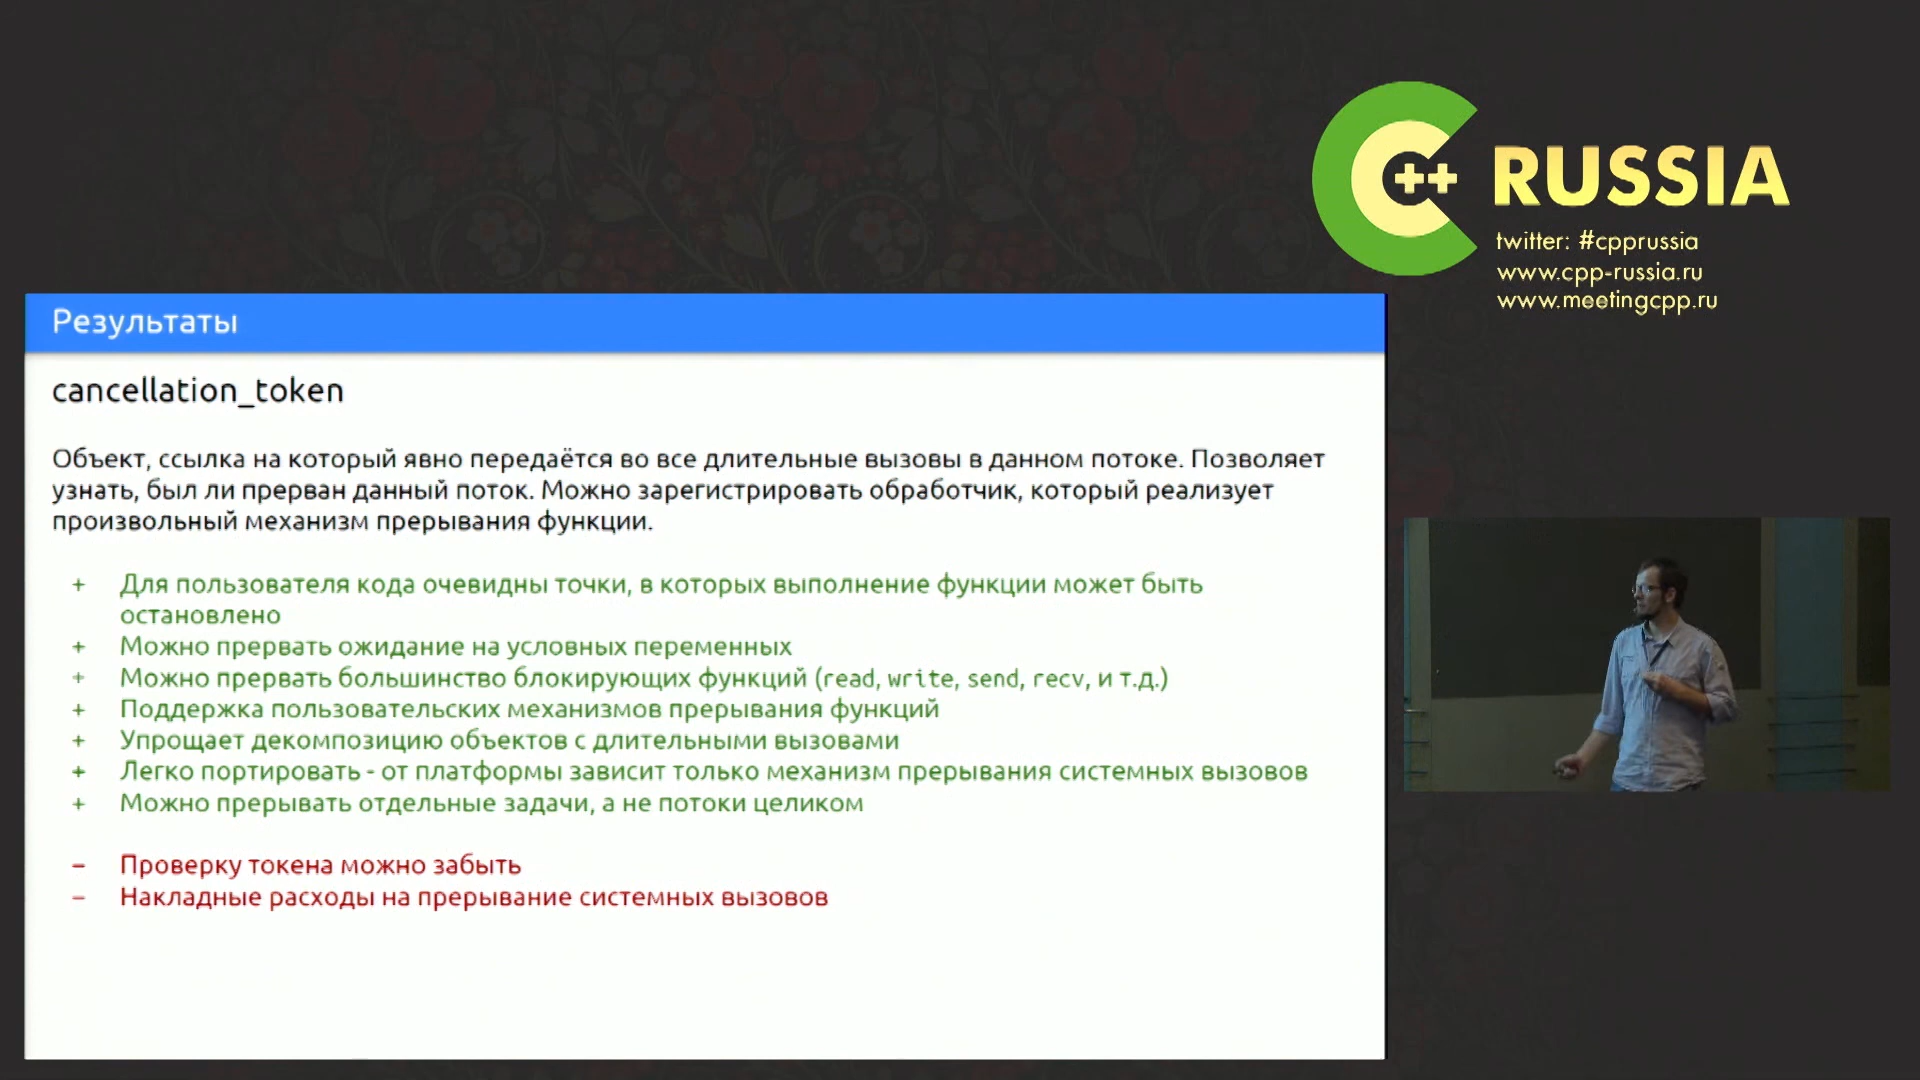 ++ RUSSIA
twitter: #cpprussia
www.cpp-russia.ru
www.meetingcpp.ru
Результаты
cancellation_token
Объект, ссылка на который явно передаётся во все длительные вызовы в данном потоке. Позволяет
узнать, был ли прерван данный поток. Можно зарегистрировать обработчик, который реализует
произвольный механизм прерывания функции.
+ Для пользователя кода очевидны точки, в которых выполнение функции может быть
остановлено
+ Можно прервать ожидание на условных переменных
+ Можно прервать большинство блокирующих функций (read, write, send, recv, и т.д.)
+ Поддержка пользовательских механизмов прерывания функций
+ Упрощает декомпозицию объектов с длительными вызовами
+ Легко портировать - от платформы зависит только механизм прерывания системных вызовов
+ Можно прерывать отдельные задачи, а не потоки целиком
– Проверку токена можно забыть
– Накладные расходы на прерывание системных вызовов